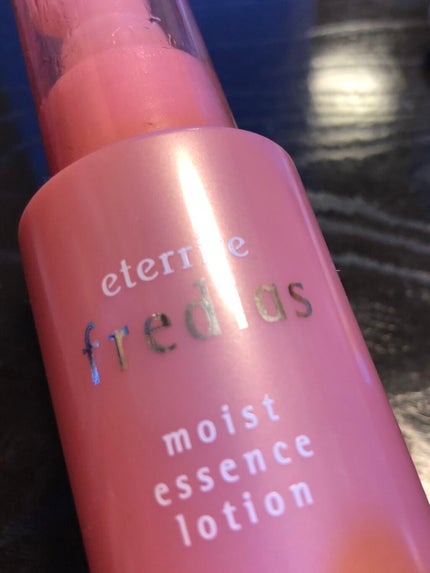 fredias
moist
essence
lotion